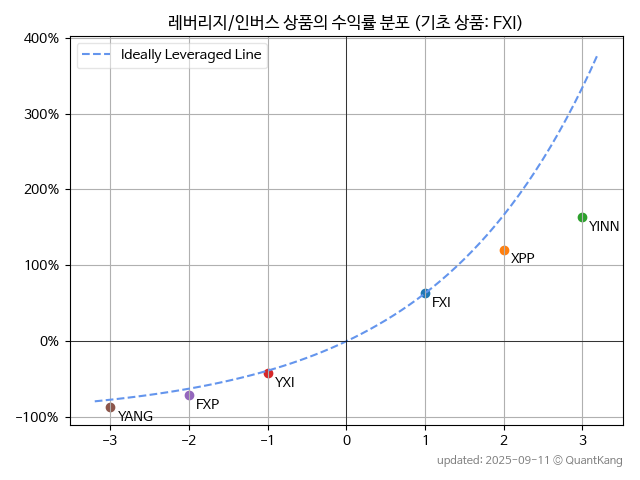 레버리지/인버스 상품의 수익률 분포 (기초 상품: FXI)
Ideally Leveraged Line
400%
300%
200%
100%
0%
−100%
YINN
XPP
FXI
YXI
FXP
YANG
−3 −2 −1 0 1 2 3
updated: 2025-09-11 © QuantKang